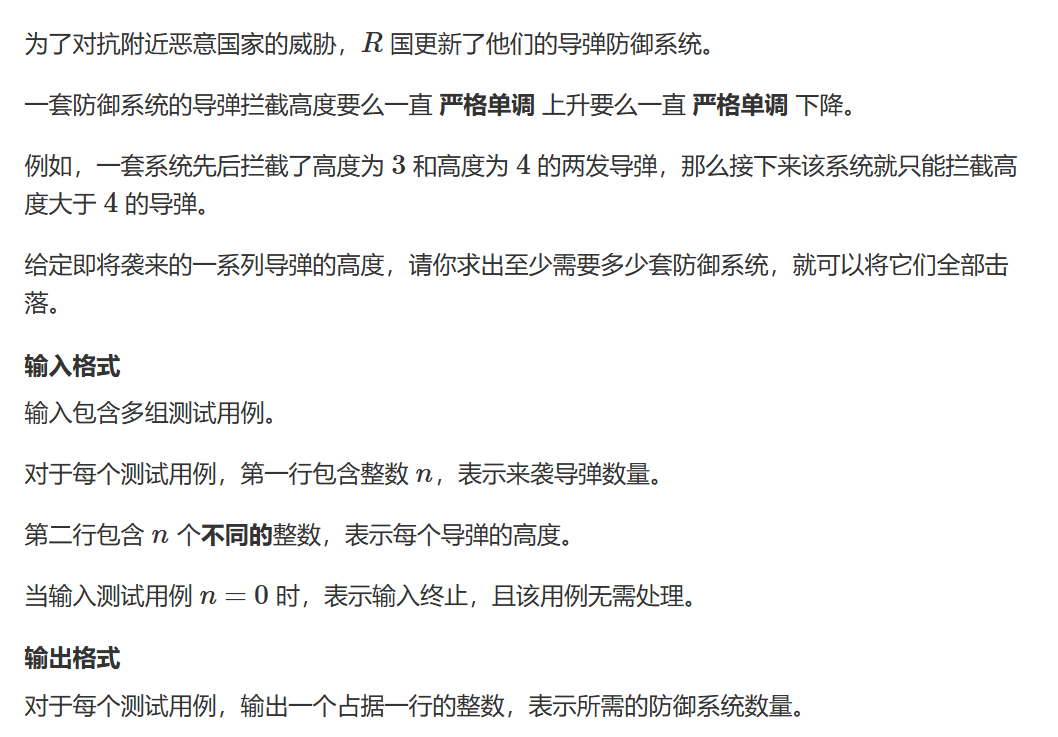 为了对抗附近恶意国家的威胁，R 国更新了他们的导弹防御系统。
一套防御系统的导弹拦截高度要么一直 严格单调 上升要么一直 严格单调 下降。
例如，一套系统先后拦截了高度为 3 和高度为 4 的两发导弹，那么接下来该系统就只能拦截高
度大于 4 的导弹。
给定即将袭来的一系列导弹的高度，请你求出至少需要多少套防御系统，就可以将它们全部击
落。
输入格式
输入包含多组测试用例。
对于每个测试用例，第一行包含整数 n，表示来袭导弹数量。
第二行包含 n 个不同的整数，表示每个导弹的高度。
当输入测试用例 n = 0 时，表示输入终止，且该用例无需处理。
输出格式
对于每个测试用例，输出一个占据一行的整数，表示所需的防御系统数量。